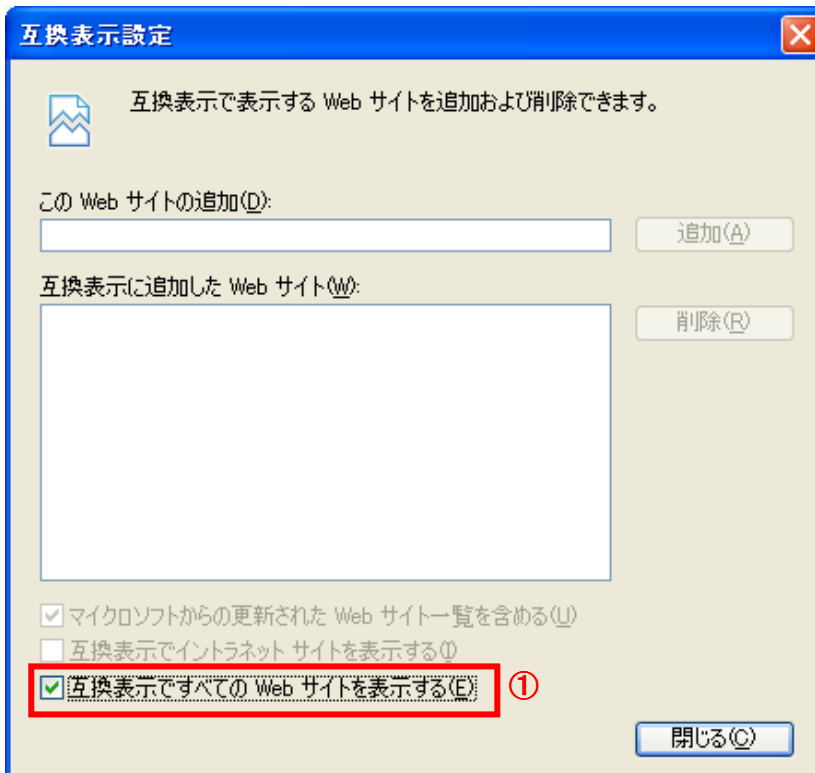 互換表示設定
互換表示で表示する Web サイトを追加および削除できます。
この Web サイトの追加(D):
追加(A)
互換表示に追加した Web サイト(W):
削除(R)
マイクロソフトからの更新された Web サイト一覧を含める(U)
互換表示でイントラネット サイトを表示する(I)
互換表示ですべての Web サイトを表示する(E)
①
閉じる(C)